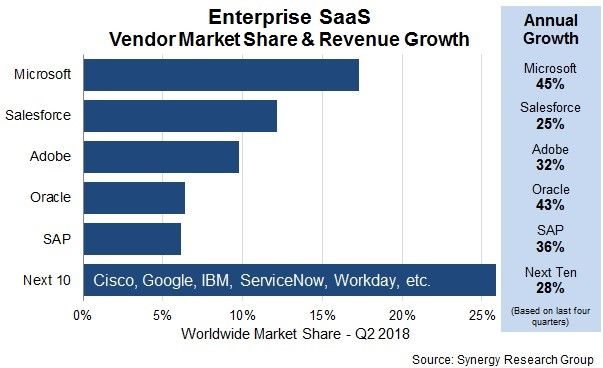 Enterprise SaaS
Vendor Market Share & Revenue Growth
Microsoft
Salesforce
Adobe
Oracle
SAP
Next 10
Cisco, Google, IBM, ServiceNow, Workday, etc.
0% 5% 10% 15% 20% 25%
Worldwide Market Share - Q2 2018
Annual
Growth
Microsoft
45%
Salesforce
25%
Adobe
32%
Oracle
43%
SAP
36%
Next Ten
28%
(Based on last four
quarters)
Source: Synergy Research Group